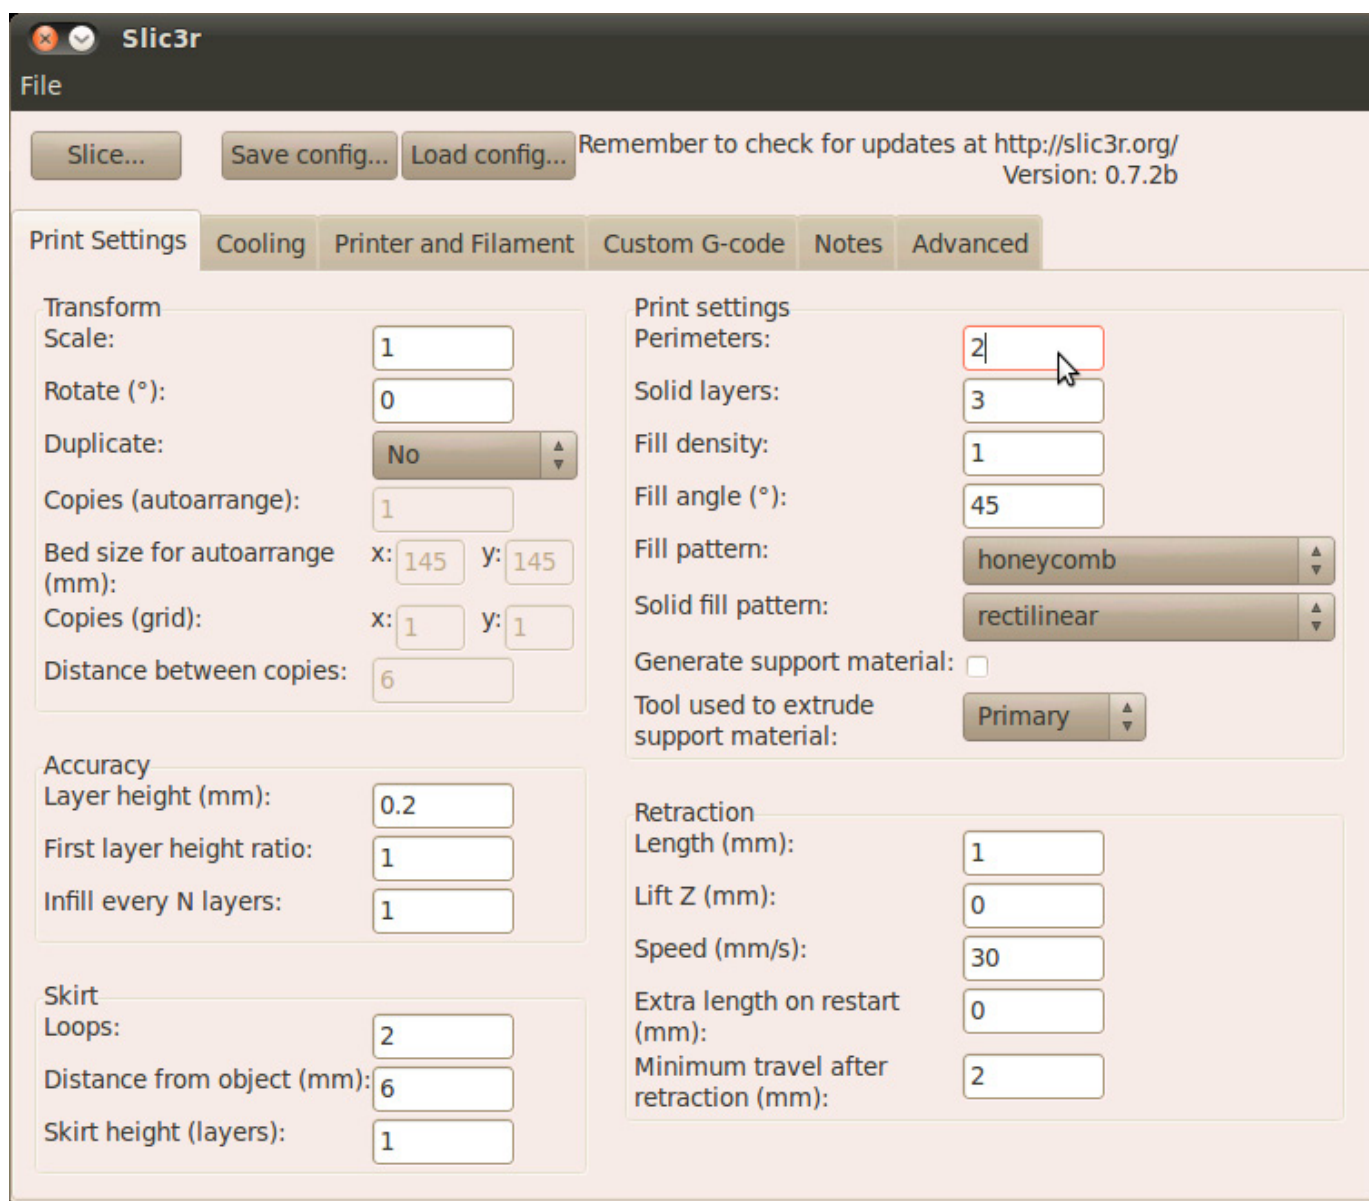 Slic3r
File
Slice...
Save config...
Load config...
Remember to check for updates at http://slic3r.org/
Version: 0.7.2b
Print Settings
Cooling
Printer and Filament
Custom G-code
Notes
Advanced
Transform
Scale:
1
Rotate (°):
0
Duplicate:
No
Copies (autoarrange):
1
Bed size for autoarrange
(mm):
x: 145 y: 145
Copies (grid):
x: 1 y: 1
Distance between copies:
6
Accuracy
Layer height (mm):
0.2
First layer height ratio:
1
Infill every N layers:
1
Skirt
Loops:
2
Distance from object (mm):
6
Skirt height (layers):
1
Print settings
Perimeters:
2
Solid layers:
3
Fill density:
1
Fill angle (°):
45
Fill pattern:
honeycomb
Solid fill pattern:
rectilinear
Generate support material:
Tool used to extrude
support material:
Primary
Retraction
Length (mm):
1
Lift Z (mm):
0
Speed (mm/s):
30
Extra length on restart
(mm):
0
Minimum travel after
retraction (mm):
2